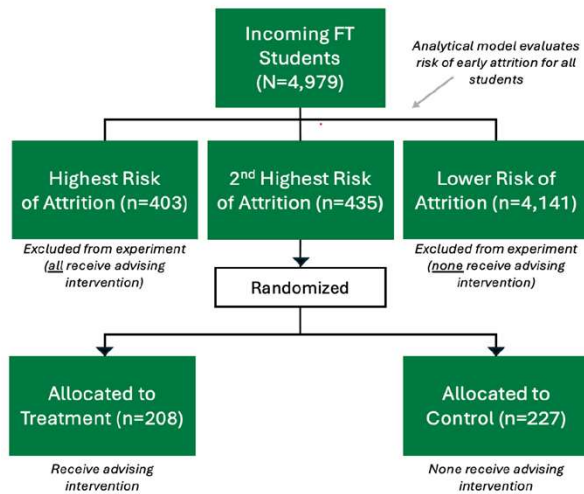 Incoming FT
Students
(N=4,979)
Analytical model evaluates
risk of early attrition for all
students
Highest Risk
of Attrition (n=403)
2nd Highest Risk
of Attrition (n=435)
Lower Risk of
Attrition (n=4,141)
Excluded from experiment
(all receive advising
intervention)
Excluded from experiment
(none receive advising
intervention)
Randomized
Allocated to
Treatment (n=208)
Allocated to
Control (n=227)
Receive advising
intervention
None receive advising
intervention